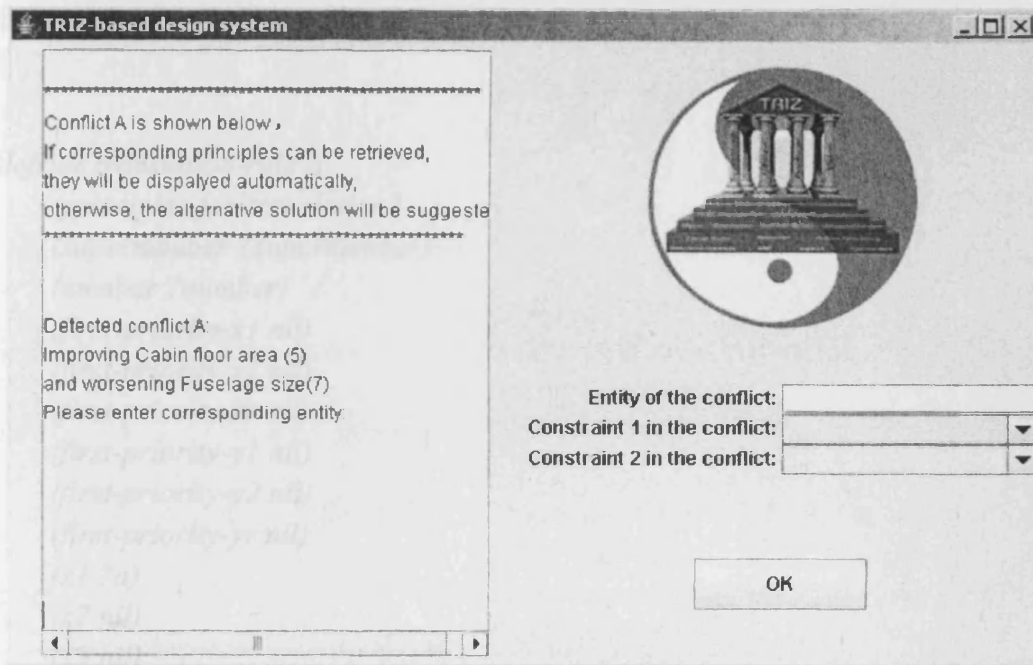 TRIZ-based design system
****************************************************
Conflict A is shown below,
If corresponding principles can be retrieved,
they will be dispalyed automatically,
otherwise, the alternative solution will be suggeste
**************************************************
Detected conflict A:
Improving Cabin floor area (5)
and worsening Fuselage size(7)
Please enter corresponding entity
TRIZ
Entity of the conflict:
Constraint 1 in the conflict:
Constraint 2 in the conflict:
OK